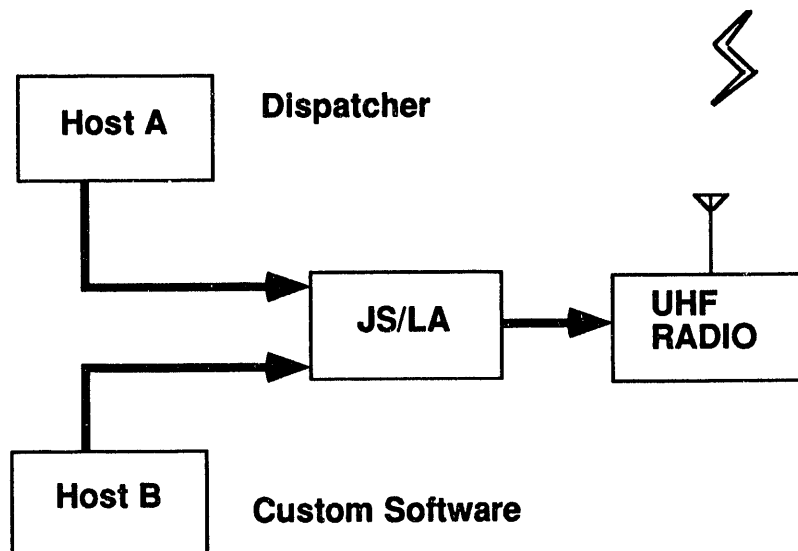 Host A
Dispatcher
JS/LA
UHF
RADIO
Host B
Custom Software